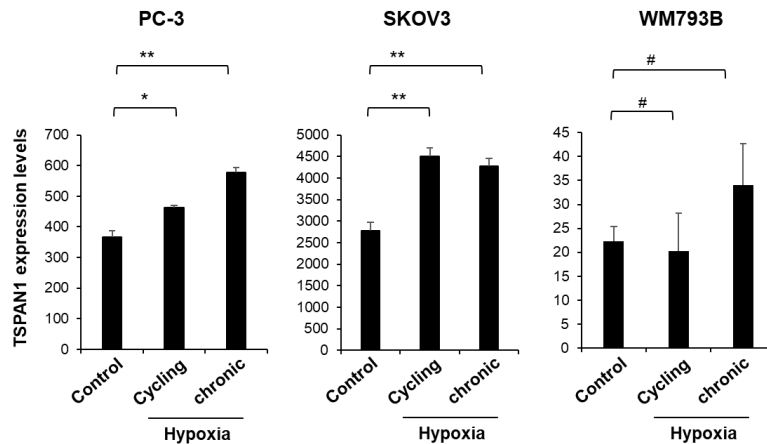 PC-3
SKOV3
WM793B
**
*
**
**
#
#
TSPAN1 expression levels
700
600
500
400
300
200
100
0
Control
Cycling
chronic
Hypoxia
5000
4500
4000
3500
3000
2500
2000
1500
1000
500
0
Control
Cycling
chronic
Hypoxia
45
40
35
30
25
20
15
10
5
0
Control
Cycling
chronic
Hypoxia